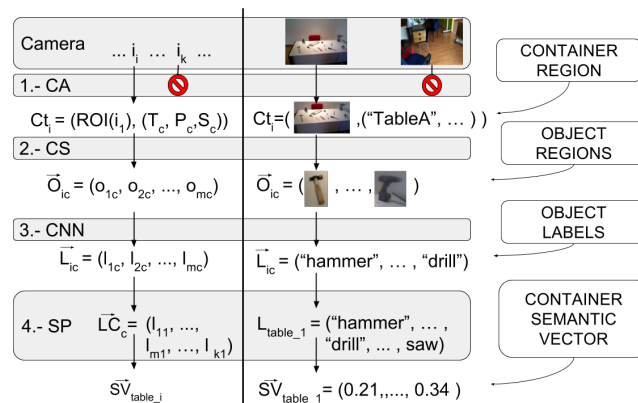 Camera
... i_i ... i_k ...
CONTAINER
REGION
1.- CA
Ct_i = (ROI(i_1), (T_c, P_c,S_c))
Ct_i=( ,("TableA", ... ) )
OBJECT
REGIONS
2.- CS
O_ic = (o_1c, o_2c, ..., o_mc)
O_ic = ( , ... , )
OBJECT
LABELS
3.- CNN
L_ic = (l_1c, l_2c, ..., l_mc)
L_ic = ("hammer", ... , "drill")
CONTAINER
SEMANTIC
VECTOR
4.- SP
LC_c = (l_11, ...,
l_m1, ..., l_k1)
L_table_1 = ("hammer", ... ,
"drill", ... , saw)
SV_table_i
SV_table_1 = (0.21,,..., 0.34 )